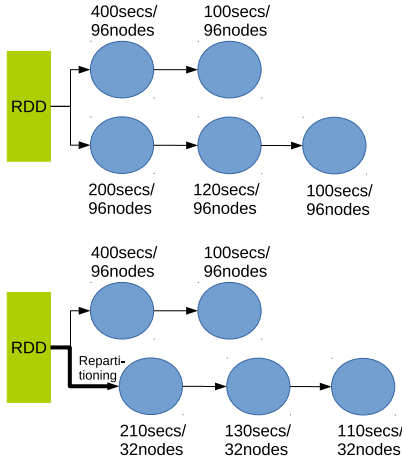 400secs/ 100secs/
96nodes 96nodes
RDD
200secs/ 120secs/ 100secs/
96nodes 96nodes 96nodes
400secs/ 100secs/
96nodes 96nodes
RDD
Reparti-
tioning
210secs/ 130secs/ 110secs/
32nodes 32nodes 32nodes